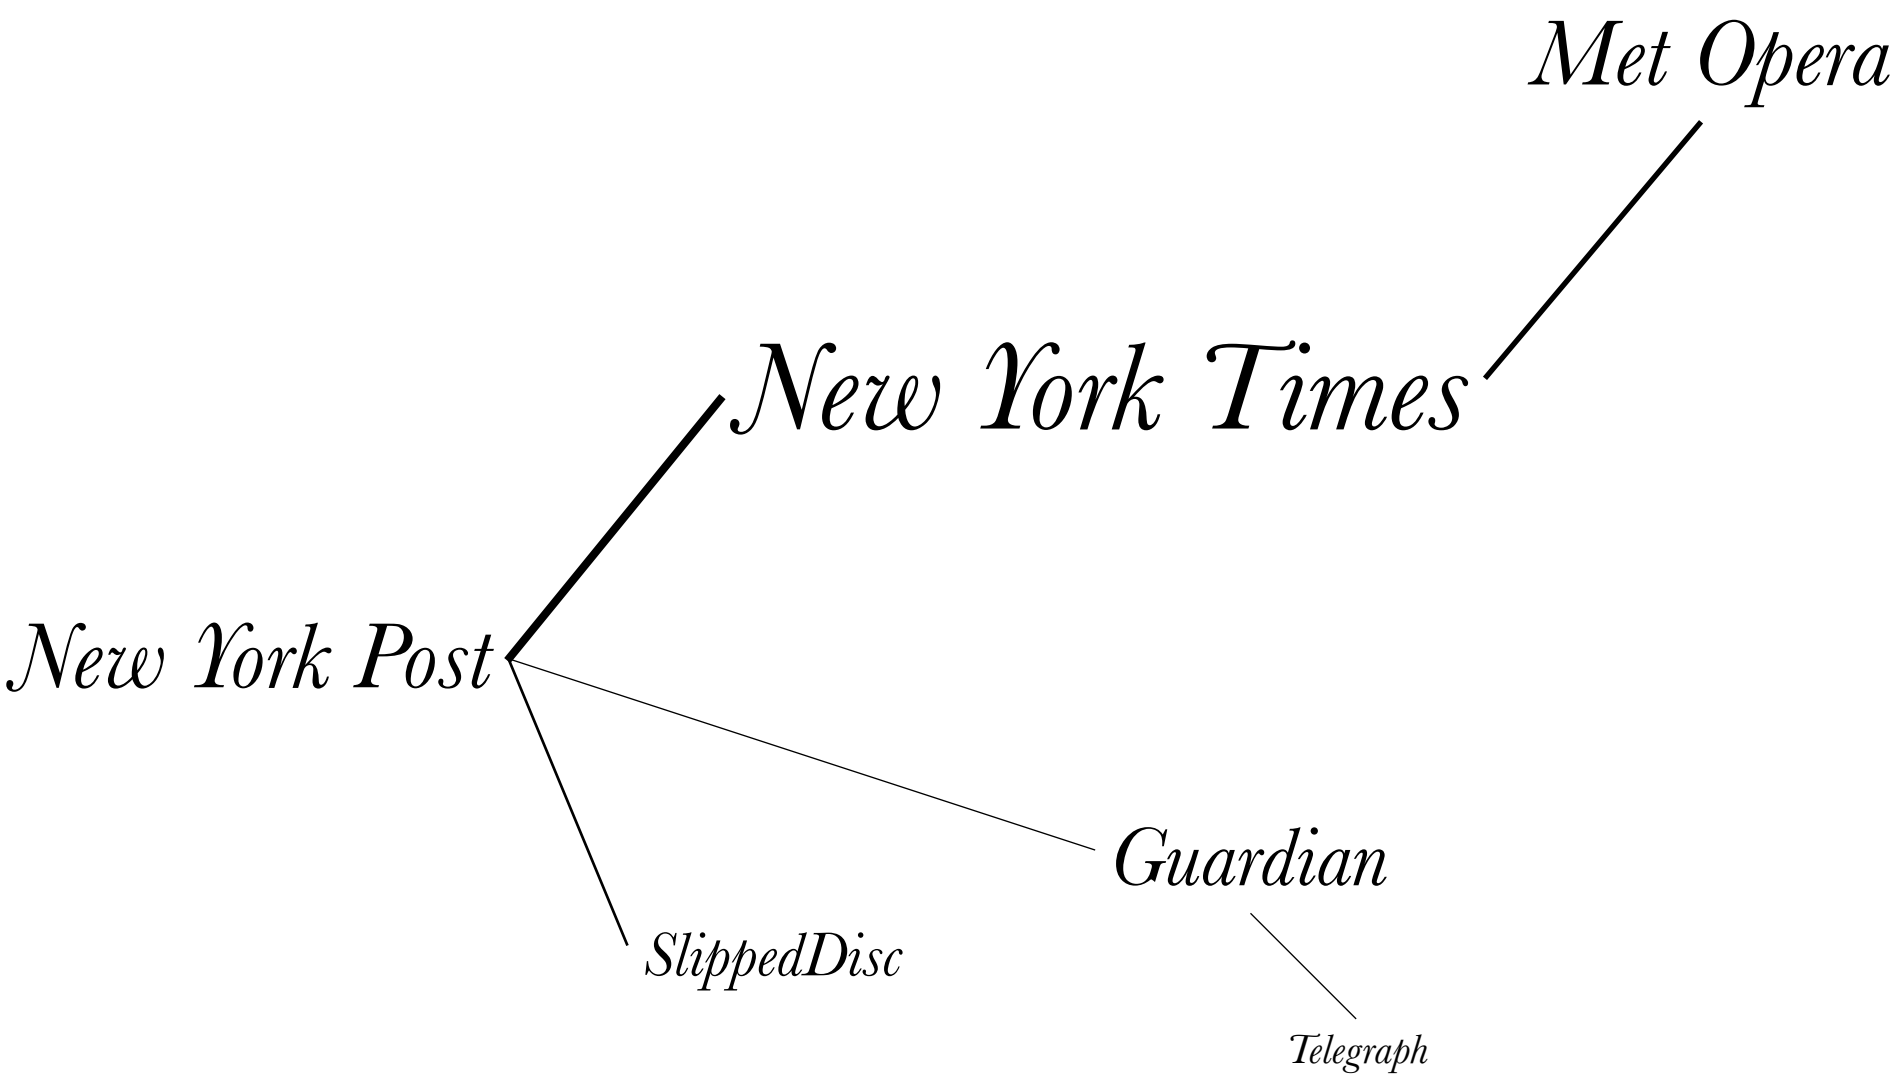 Met Opera
New York Times
New York Post
Guardian
SlippedDisc
Telegraph